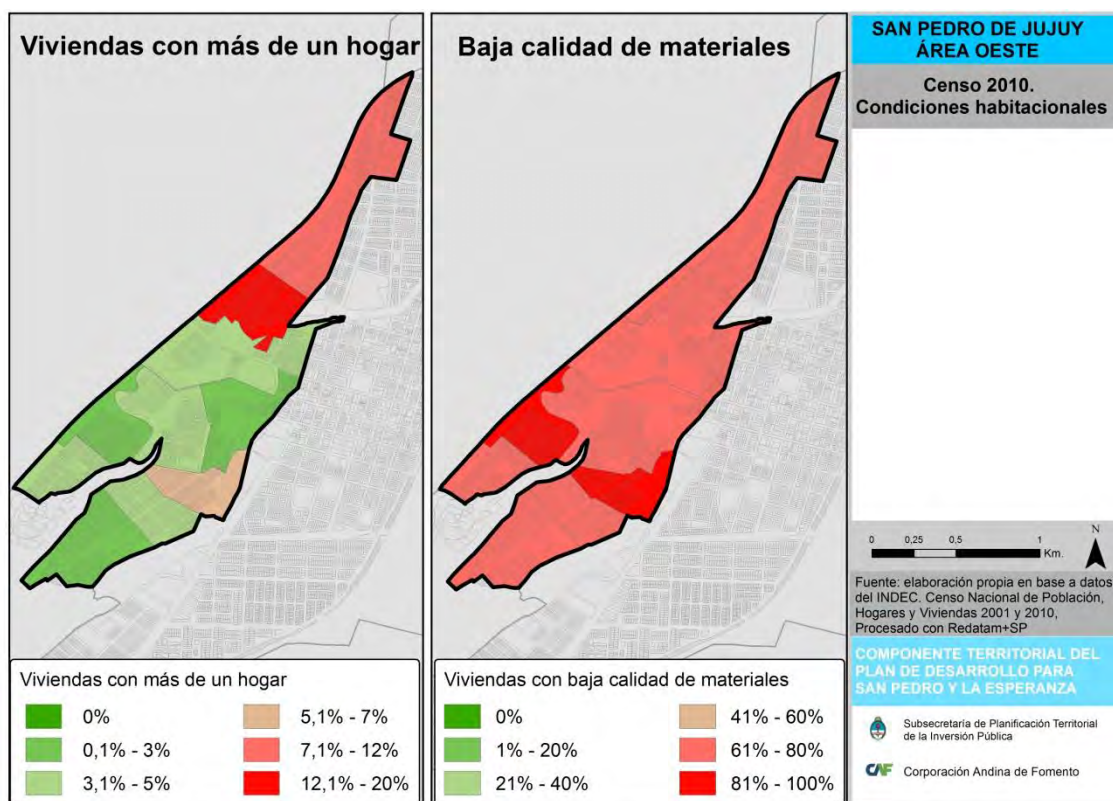 Viviendas con más de un hogar
Baja calidad de materiales
SAN PEDRO DE JUJUY
ÁREA OESTE
Censo 2010.
Condiciones habitacionales
N
0 0,25 0,5 1
Km.
Fuente: elaboración propia en base a datos
del INDEC. Censo Nacional de Población,
Hogares y Viviendas 2001 y 2010,
Procesado con Redatam+SP
COMPONENTE TERRITORIAL DEL
PLAN DE DESARROLLO PARA
SAN PEDRO Y LA ESPERANZA
Subsecretaría de Planificación Territorial
de la Inversión Pública
CAF Corporación Andina de Fomento
Viviendas con más de un hogar
0% 5,1% - 7%
0,1% - 3% 7,1% - 12%
3,1% - 5% 12,1% - 20%
Viviendas con baja calidad de materiales
0% 41% - 60%
1% - 20% 61% - 80%
21% - 40% 81% - 100%